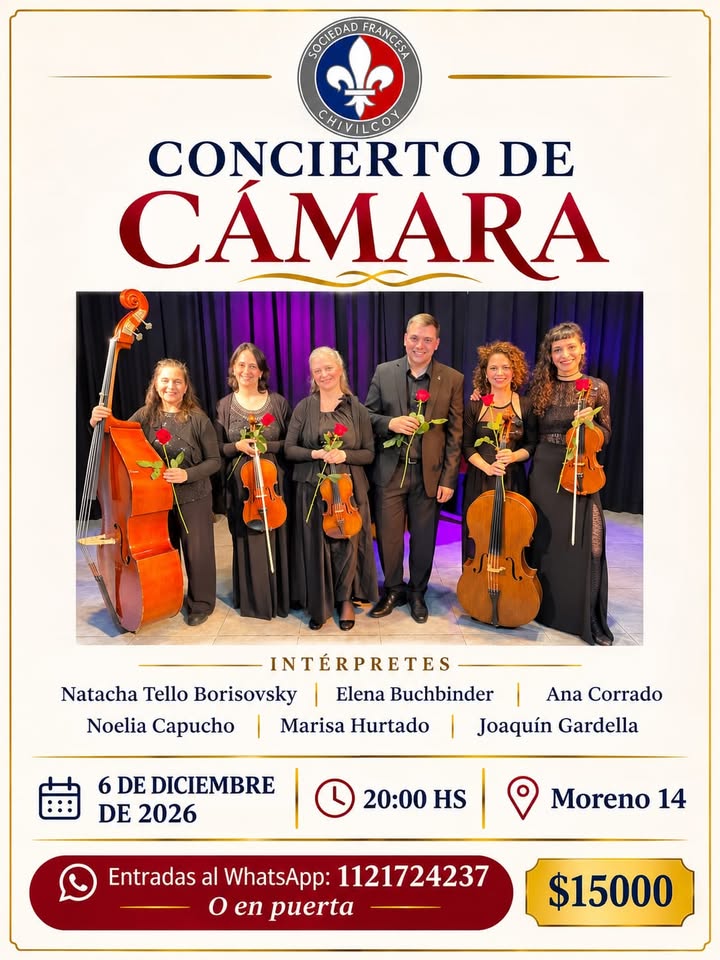 SOCIEDAD FRANCESA
CHIVILCOY
CONCIERTO DE
CÁMARA
INTÉRPRETES
Natacha Tello Borisovsky | Elena Buchbinder | Ana Corrado
Noelia Capucho | Marisa Hurtado | Joaquín Gardella
6 DE DICIEMBRE
DE 2026
20:00 HS
Moreno 14
Entradas al WhatsApp: 1121724237
O en puerta
$15000